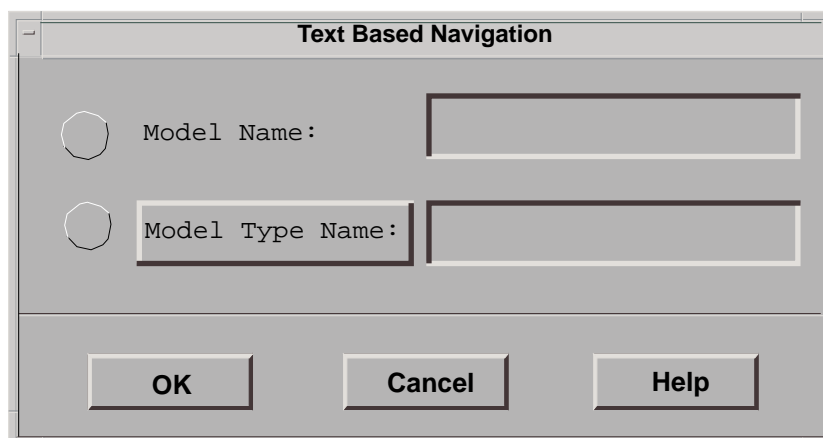 Text Based Navigation
Model Name:
Model Type Name:
OK Cancel Help